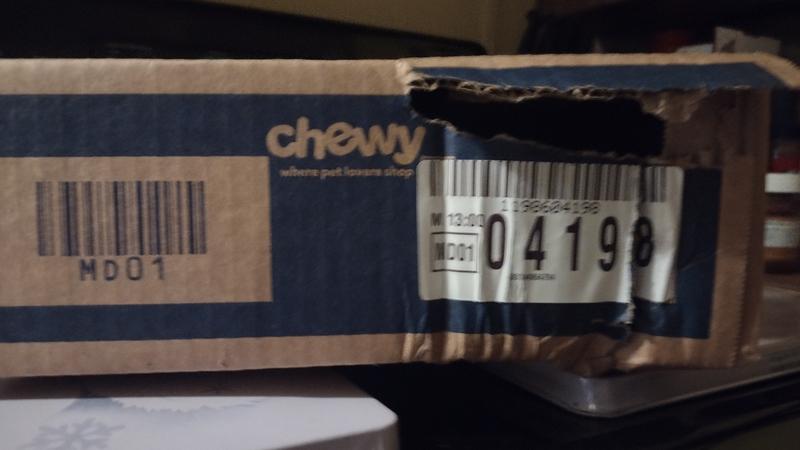 chewy
where pet lovers shop
MD01
1198604198
W 13:00
MD01
04198